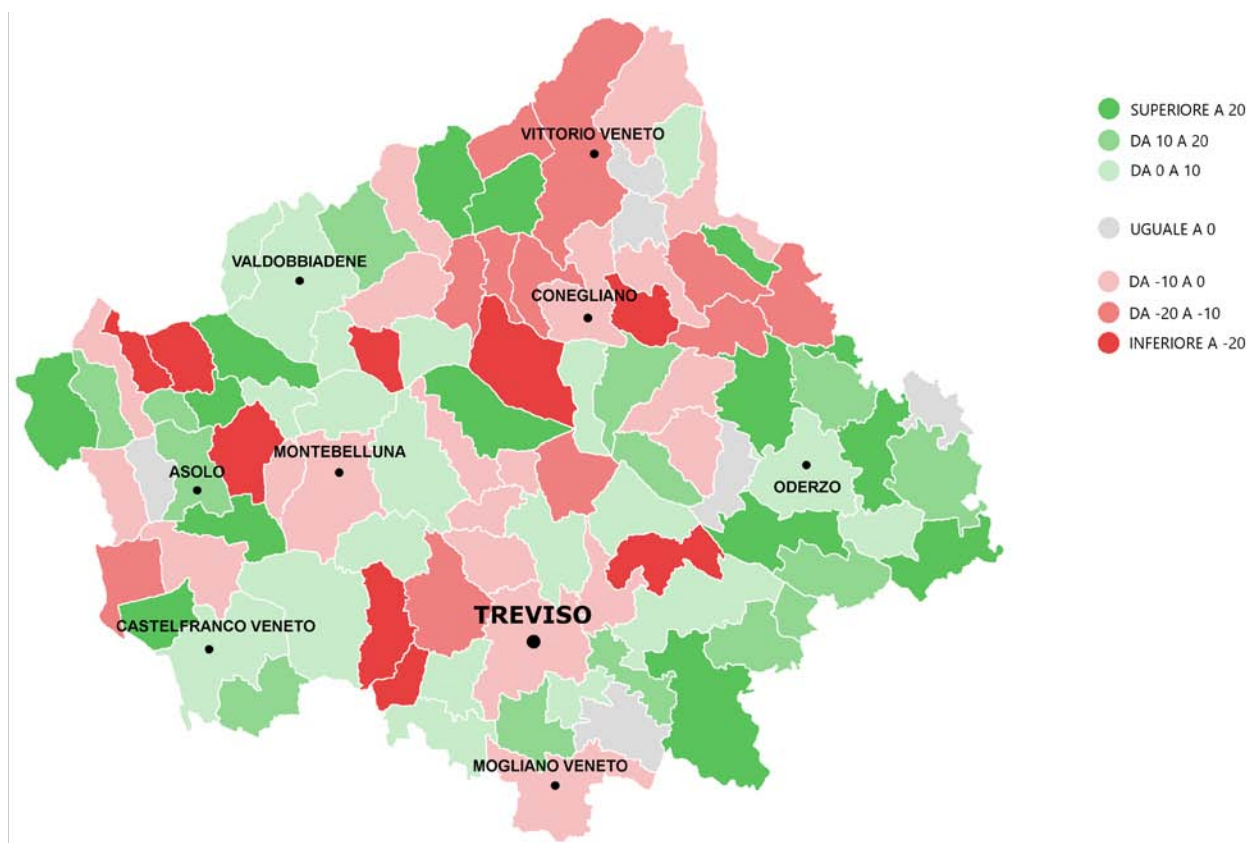 VITTORIO VENETO
VALDOBBIADENE
CONEGLIANO
MONTEBELLUNA
ASOLO
ODERZO
TREVISO
CASTELFRANCO VENETO
MOGLIANO VENETO
SUPERIORE A 20
DA 10 A 20
DA 0 A 10
UGUALE A 0
DA -10 A 0
DA -20 A -10
INFERIORE A -20